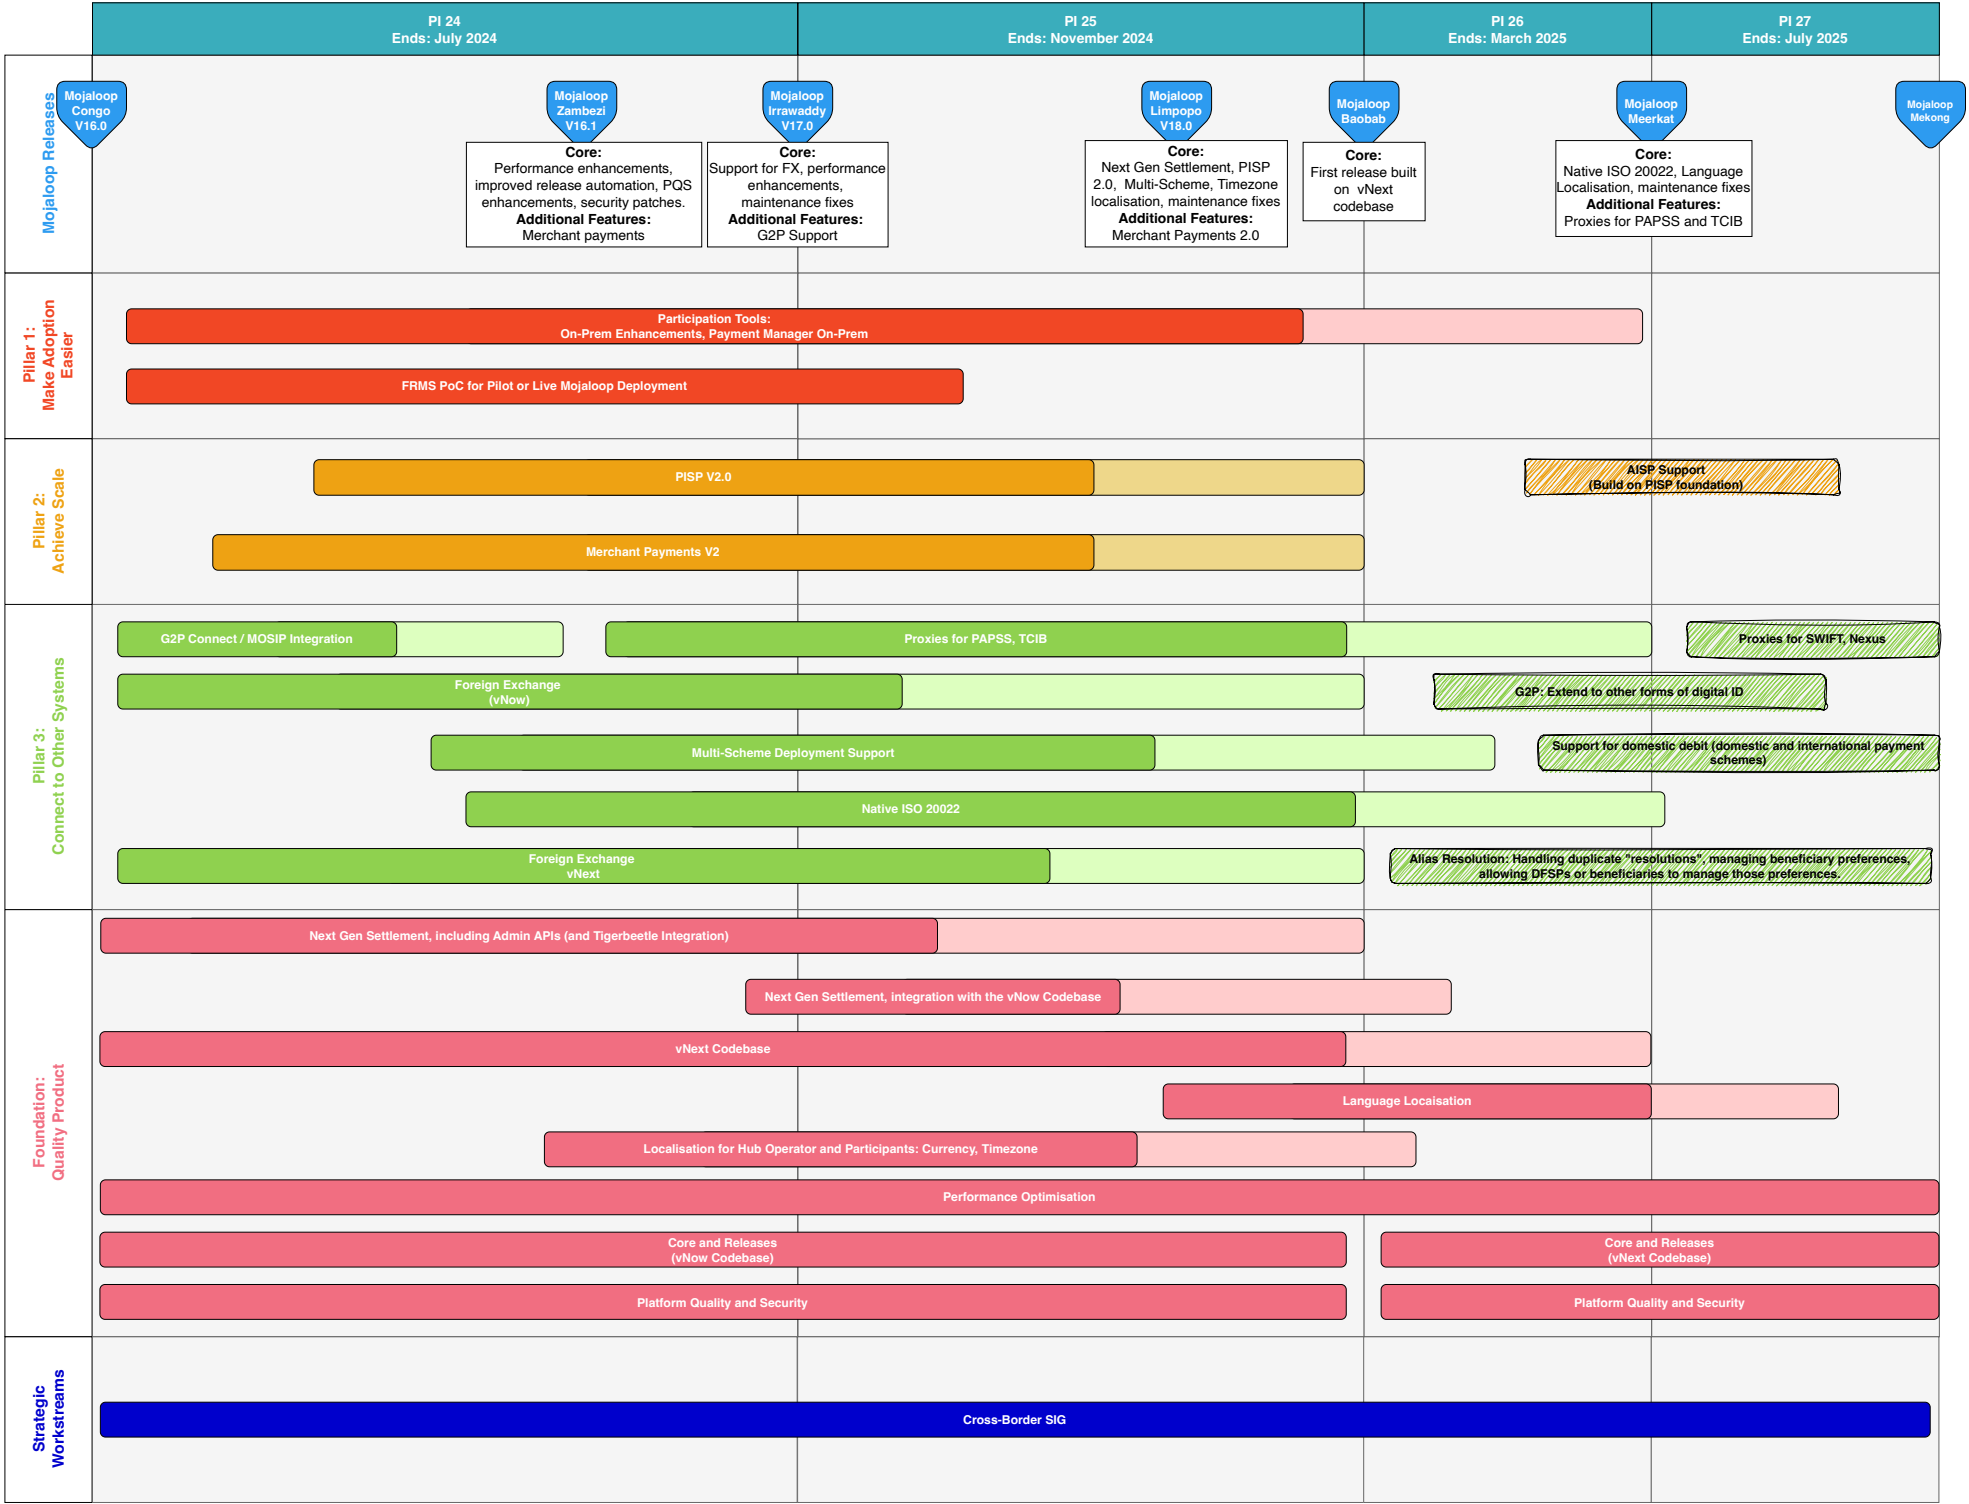 PI 24
Ends: July 2024
PI 25
Ends: November 2024
PI 26
Ends: March 2025
PI 27
Ends: July 2025
Mojaloop Releases
Mojaloop
Congo
V16.0
Mojaloop
Zambezi
V16.1
Mojaloop
Irrawaddy
V17.0
Mojaloop
Limpopo
V18.0
Mojaloop
Baobab
Mojaloop
Meerkat
Mojaloop
Mekong
Core:
Performance enhancements,
improved release automation, PQS
enhancements, security patches.
Additional Features:
Merchant payments
Core:
Support for FX, performance
enhancements,
maintenance fixes
Additional Features:
G2P Support
Core:
Next Gen Settlement, PISP
2.0, Multi-Scheme, Timezone
localisation, maintenance fixes
Additional Features:
Merchant Payments 2.0
Core:
First release built
on vNext
codebase
Core:
Native ISO 20022, Language
Localisation, maintenance fixes
Additional Features:
Proxies for PAPSS and TCIB
Pillar 1:
Make Adoption
Easier
Participation Tools:
On-Prem Enhancements, Payment Manager On-Prem
FRMS PoC for Pilot or Live Mojaloop Deployment
Pillar 2:
Achieve Scale
PISP V2.0
AISP Support
(Build on PISP foundation)
Merchant Payments V2
Pillar 3:
Connect to Other Systems
G2P Connect / MOSIP Integration
Proxies for PAPSS, TCIB
Proxies for SWIFT, Nexus
Foreign Exchange
(vNow)
G2P: Extend to other forms of digital ID
Multi-Scheme Deployment Support
Support for domestic debit (domestic and international payment
schemes)
Native ISO 20022
Foreign Exchange
vNext
Alias Resolution: Handling duplicate "resolutions", managing beneficiary preferences,
allowing DFSPs or beneficiaries to manage those preferences.
Foundation:
Quality Product
Next Gen Settlement, including Admin APIs (and Tigerbeetle Integration)
Next Gen Settlement, integration with the vNow Codebase
vNext Codebase
Language Locaisation
Localisation for Hub Operator and Participants: Currency, Timezone
Performance Optimisation
Core and Releases
(vNow Codebase)
Core and Releases
(vNext Codebase)
Platform Quality and Security
Platform Quality and Security
Strategic
Workstreams
Cross-Border SIG